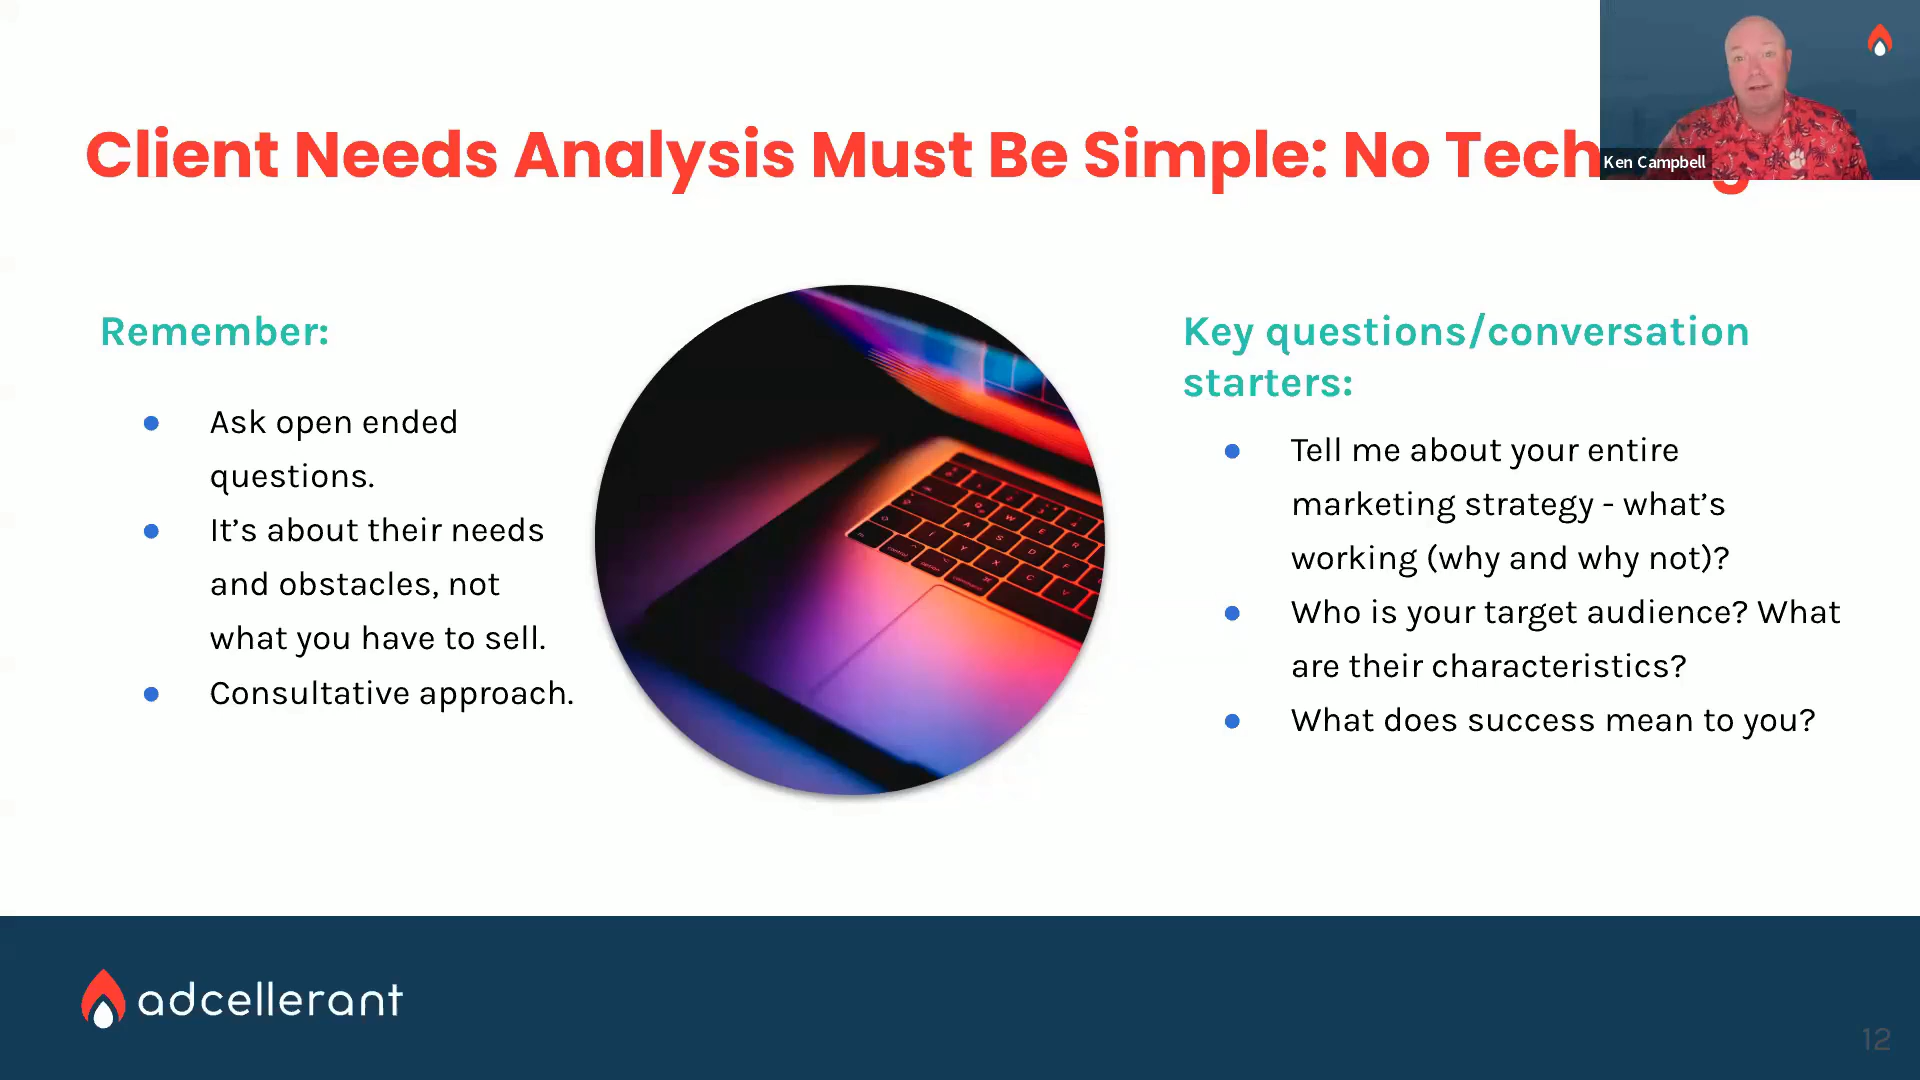 Client Needs Analysis Must Be Simple: No Tech
Ken Campbell
Remember:
Ask open ended
questions.
It’s about their needs
and obstacles, not
what you have to sell.
Consultative approach.
Key questions/conversation
starters:
Tell me about your entire
marketing strategy - what’s
working (why and why not)?
Who is your target audience? What
are their characteristics?
What does success mean to you?
adcellerant
12